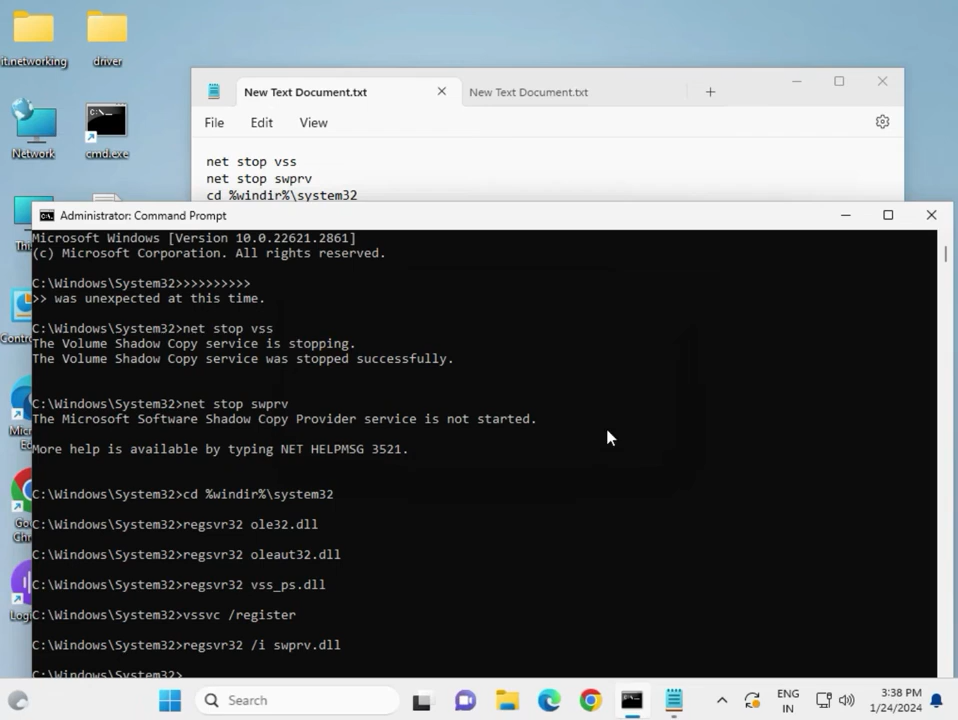 it.networking
driver
Network
cmd.exe
New Text Document.txt
New Text Document.txt
File Edit View
net stop vss
net stop swprv
cd %windir%\system32
Administrator: Command Prompt
Microsoft Windows [Version 10.0.22621.2861]
(c) Microsoft Corporation. All rights reserved.
C:\Windows\System32>>>>>>>>>>>
>> was unexpected at this time.
C:\Windows\System32>net stop vss
The Volume Shadow Copy service is stopping.
The Volume Shadow Copy service was stopped successfully.
C:\Windows\System32>net stop swprv
The Microsoft Software Shadow Copy Provider service is not started.
More help is available by typing NET HELPMSG 3521.
C:\Windows\System32>cd %windir%\system32
C:\Windows\System32>regsvr32 ole32.dll
C:\Windows\System32>regsvr32 oleaut32.dll
C:\Windows\System32>regsvr32 vss_ps.dll
C:\Windows\System32>vssvc /register
C:\Windows\System32>regsvr32 /i swprv.dll
C:\Windows\System32>
Search
ENG
IN
3:38 PM
1/24/2024